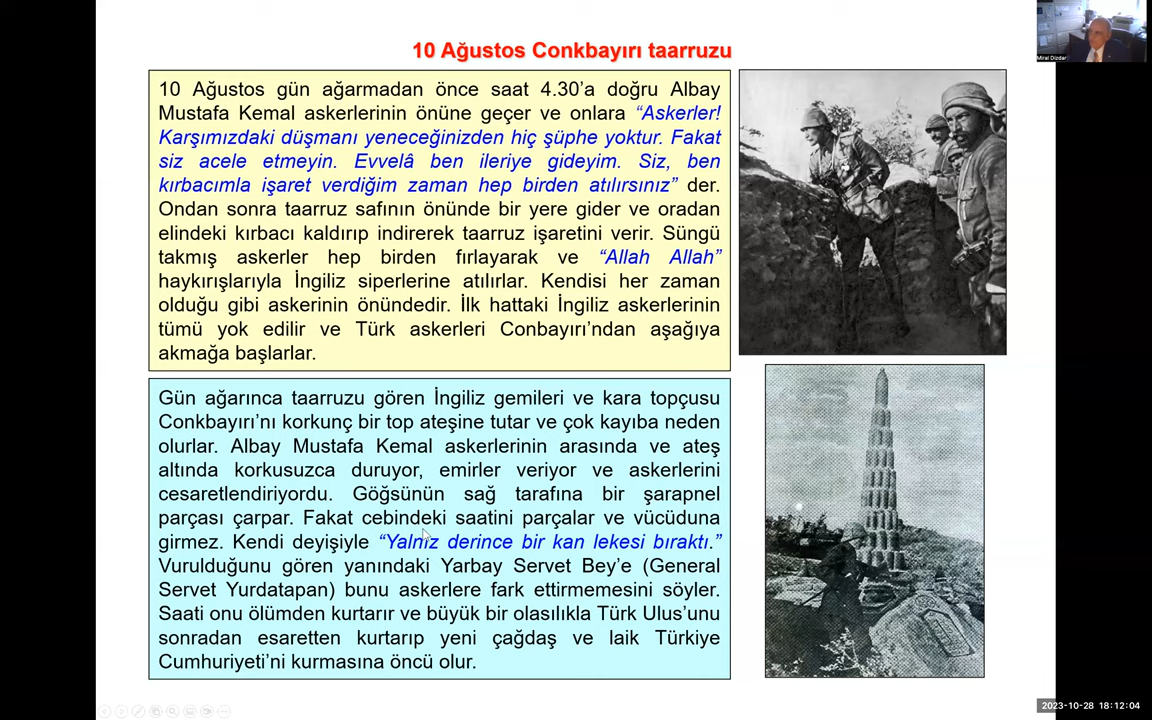 10 Ağustos Conkbayırı taarruzu
10 Ağustos gün ağarmadan önce saat 4.30’a doğru Albay
Mustafa Kemal askerlerinin önüne geçer ve onlara “Askerler!
Karşımızdaki düşmanı yeneceğinizden hiç şüphe yoktur. Fakat
siz acele etmeyin. Evvelâ ben ileriye gideyim. Siz, ben
kırbacımla işaret verdiğim zaman hep birden atılırsınız” der.
Ondan sonra taarruz safının önünde bir yere gider ve oradan
elindeki kırbacı kaldırıp indirerek taarruz işaretini verir. Süngü
takmış askerler hep birden fırlayarak ve “Allah Allah”
haykırışlarıyla İngiliz siperlerine atılırlar. Kendisi her zaman
olduğu gibi askerinin önündedir. İlk hattaki İngiliz askerlerinin
tümü yok edilir ve Türk askerleri Conbayırı’ndan aşağıya
akmağa başlarlar.
Gün ağarınca taarruzu gören İngiliz gemileri ve kara topçusu
Conkbayırı’nı korkunç bir top ateşine tutar ve çok kayıba neden
olurlar. Albay Mustafa Kemal askerlerinin arasında ve ateş
altında korkusuzca duruyor, emirler veriyor ve askerlerini
cesaretlendiriyordu. Göğsünün sağ tarafına bir şarapnel
parçası çarpar. Fakat cebindeki saatini parçalar ve vücüduna
girmez. Kendi deyişiyle “Yalnız derince bir kan lekesi bıraktı.”
Vurulduğunu gören yanındaki Yarbay Servet Bey’e (General
Servet Yurdatapan) bunu askerlere fark ettirmemesini söyler.
Saati onu ölümden kurtarır ve büyük bir olasılıkla Türk Ulus’unu
sonradan esaretten kurtarıp yeni çağdaş ve laik Türkiye
Cumhuriyeti’ni kurmasına öncü olur.
Miral Dizdar
2023-10-28 18:12:04